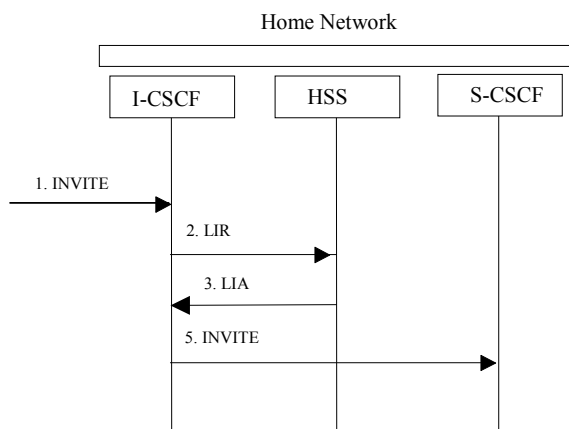 Home Network
I-CSCF HSS S-CSCF
1. INVITE
2. LIR
3. LIA
5. INVITE